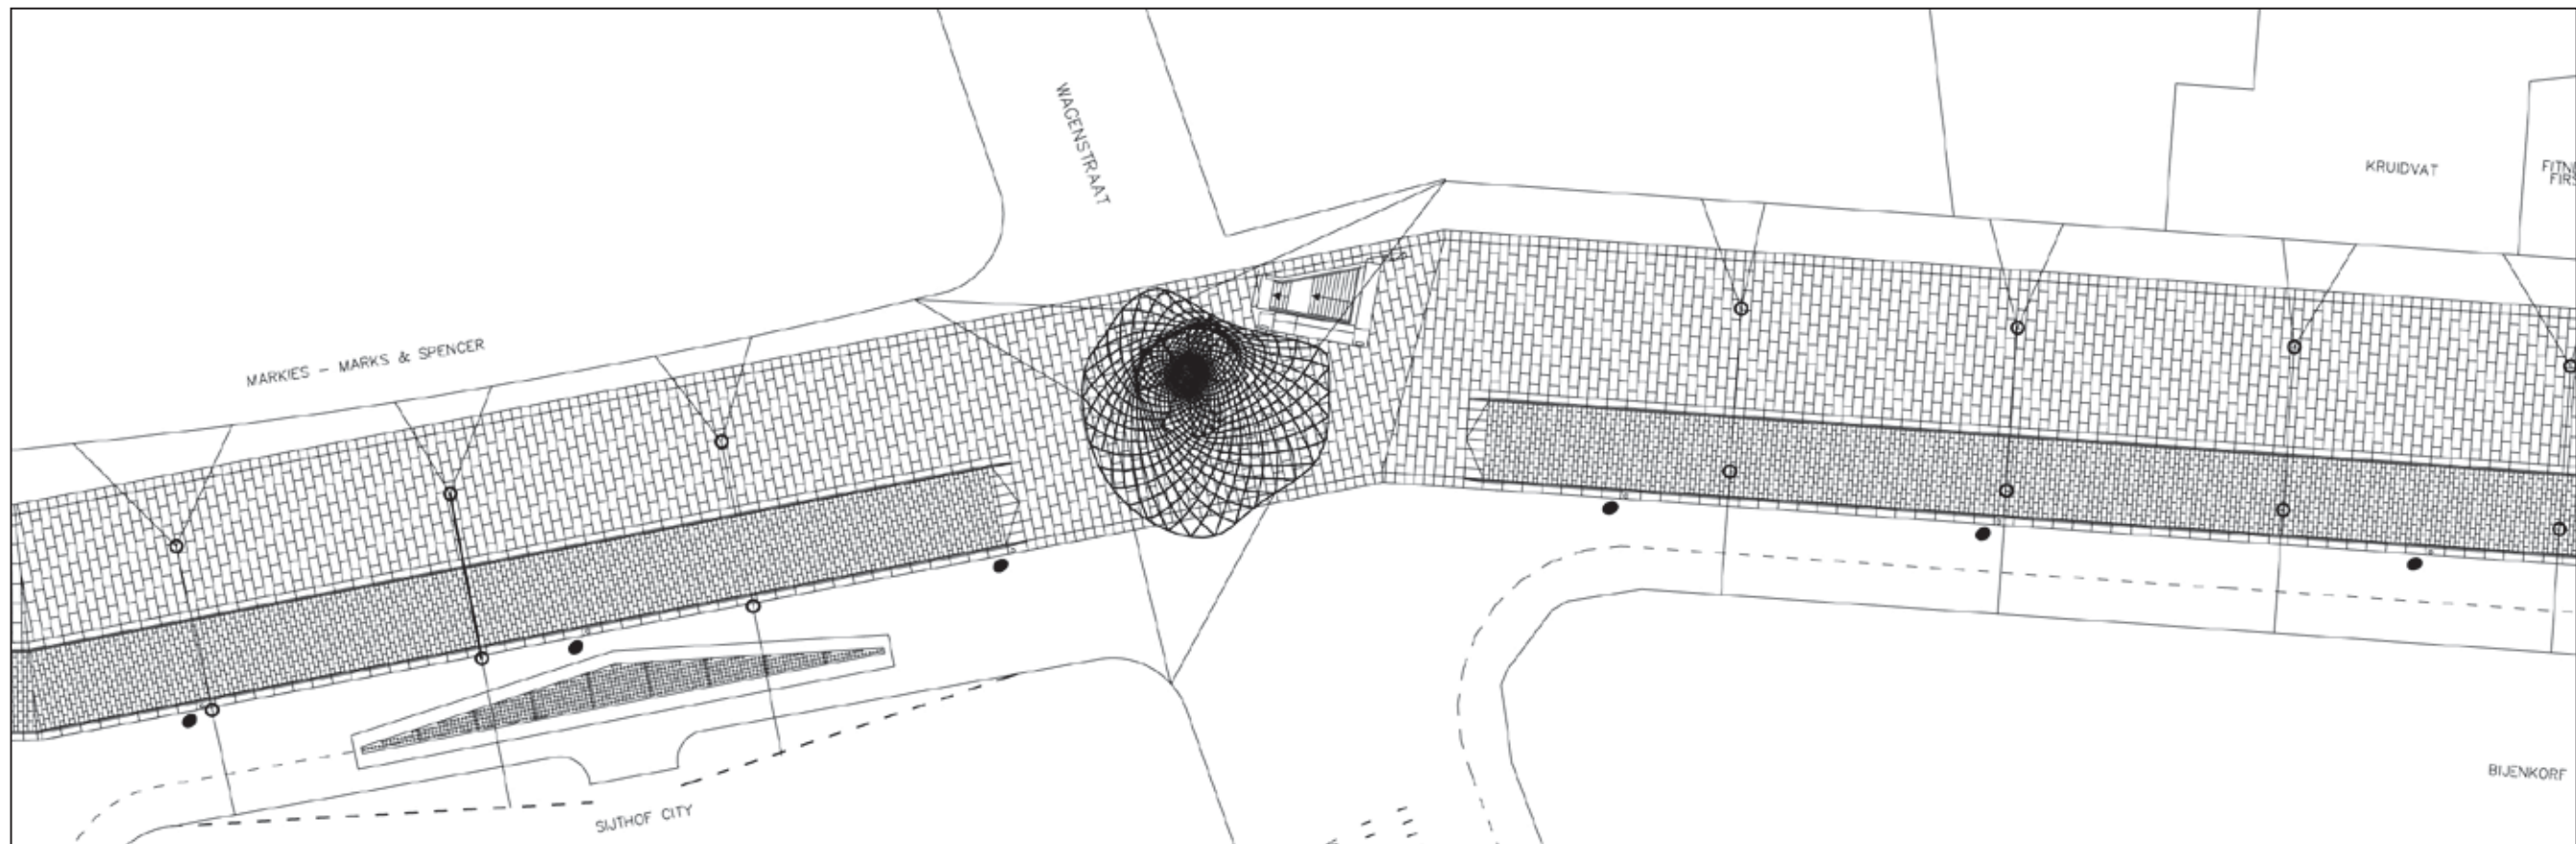 WAGENSTRAAT
KRUIDVAT
MARKIES – MARKS & SPENCER
SIJTHOF CITY
BIJENKORF